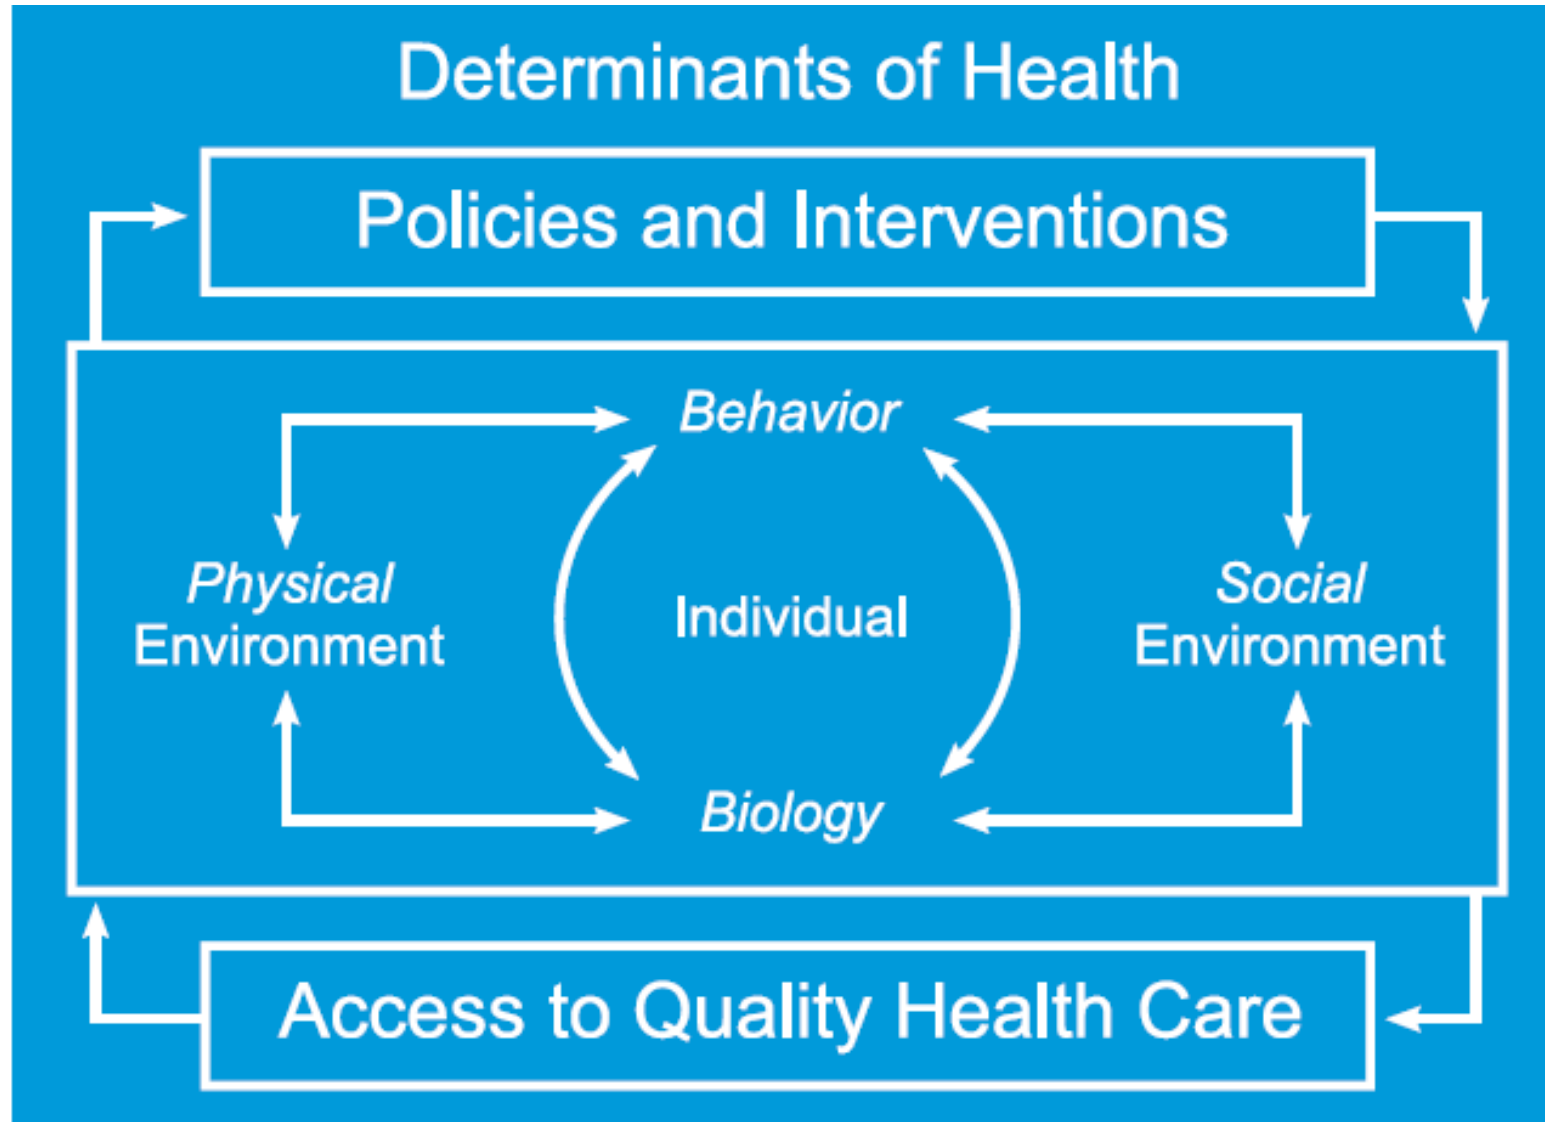 Determinants of Health
Policies and Interventions
Behavior
Physical
Environment
Individual
Social
Environment
Biology
Access to Quality Health Care